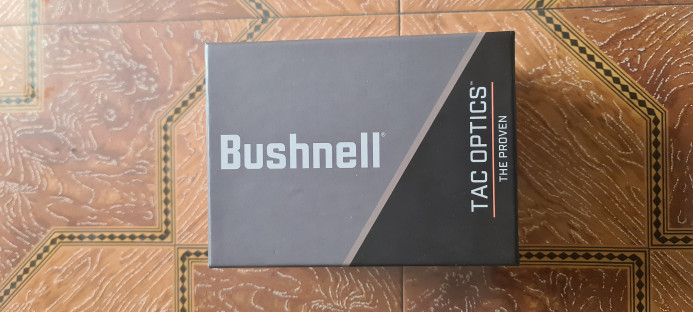 Bushnell®
TAC OPTICS™
THE PROVEN